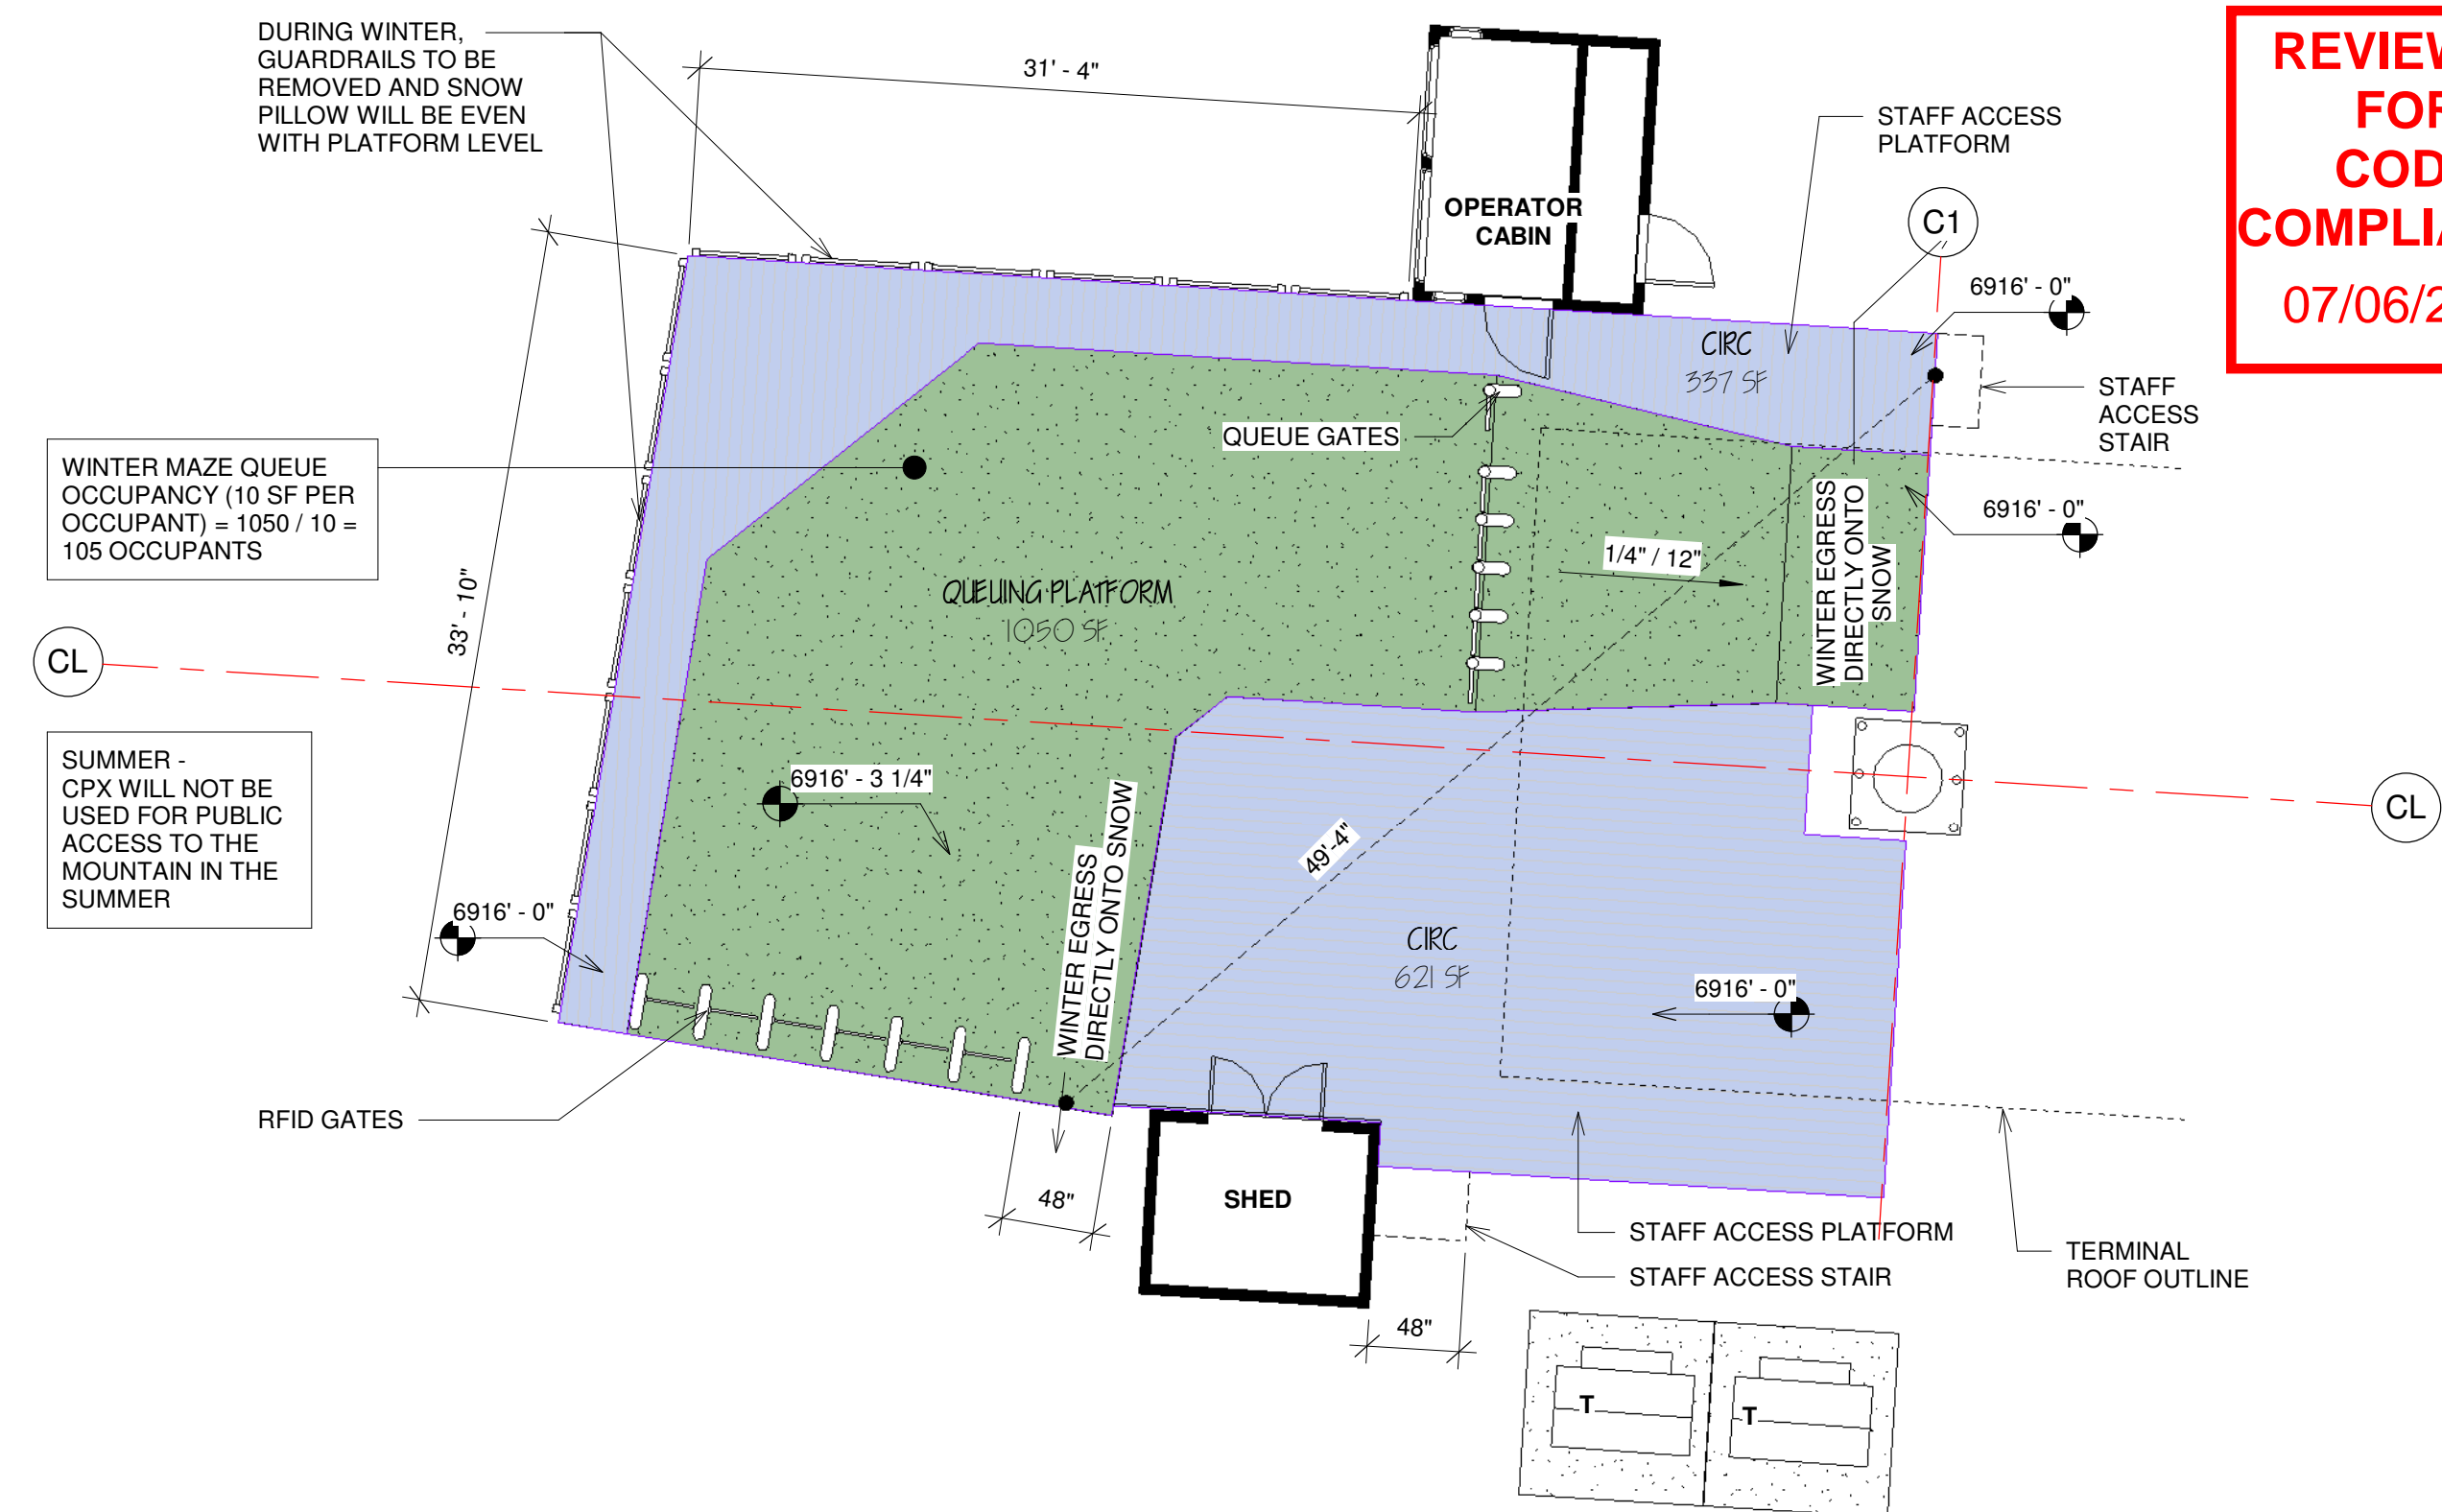 DURING WINTER,
GUARDRAILS TO BE
REMOVED AND SNOW
PILLOW WILL BE EVEN
WITH PLATFORM LEVEL
31' - 4"
OPERATOR
CABIN
STAFF ACCESS
PLATFORM
C1
6916' - 0"
07/06/2
CIRC
337 SF
STAFF
ACCESS
STAIR
QUEUE GATES
WINTER MAZE QUEUE
OCCUPANCY (10 SF PER
OCCUPANT) = 1050 / 10 =
105 OCCUPANTS
6916' - 0"
WINTER EGRESS
DIRECTLY ONTO
SNOW
1/4" / 12"
33' - 10"
QUEUING PLATFORM
1050 SF
CL
SUMMER -
CPX WILL NOT BE
USED FOR PUBLIC
ACCESS TO THE
MOUNTAIN IN THE
SUMMER
6916' - 3 1/4"
WINTER EGRESS
DIRECTLY ONTO SNOW
49'-4"
CL
6916' - 0"
CIRC
621 SF
6916' - 0"
RFID GATES
48"
SHED
STAFF ACCESS PLATFORM
STAFF ACCESS STAIR
TERMINAL
ROOF OUTLINE
48"
T
T